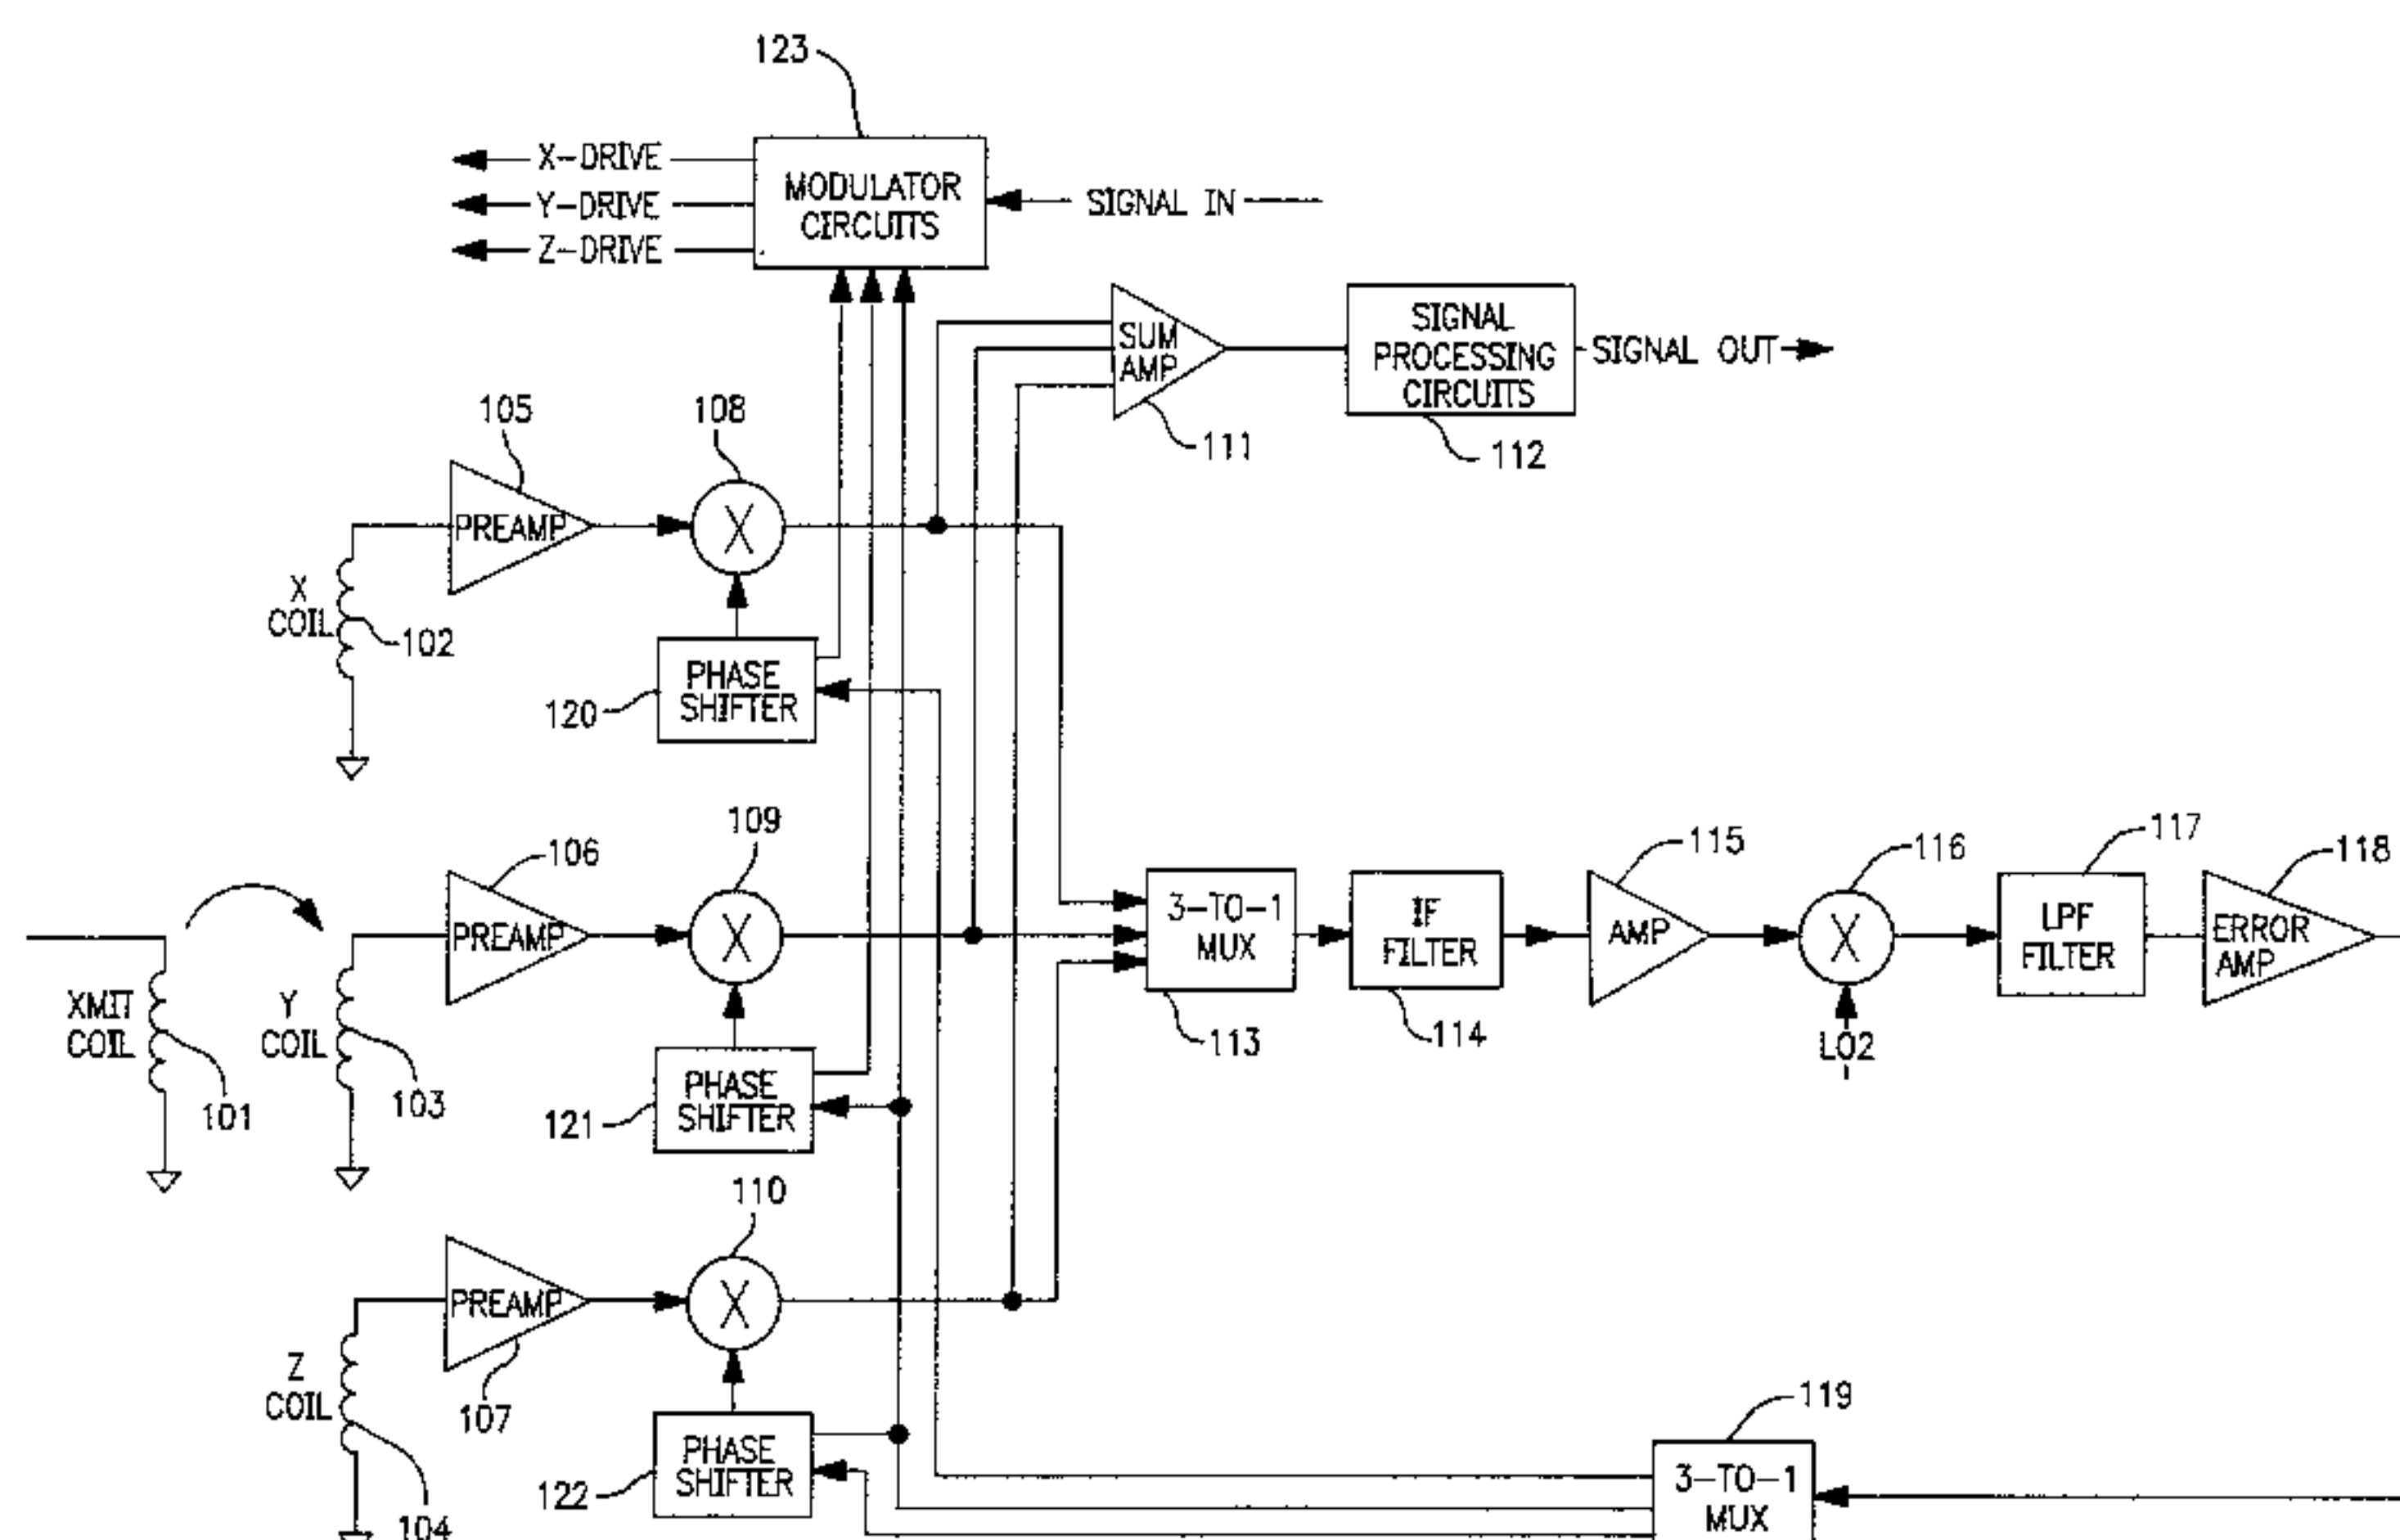 123
X-DRIVE
Y-DRIVE
Z-DRIVE
MODULATOR
CIRCUITS
SIGNAL IN
SUM
AMP
111
SIGNAL
PROCESSING
CIRCUITS
112
SIGNAL OUT
105
PREAMP
108
X
X
COIL
102
PHASE
SHIFTER
120
106
PREAMP
109
X
XMIT
COIL
101
Y
COIL
103
PHASE
SHIFTER
121
3-TO-1
MUX
113
IF
FILTER
114
115
AMP
116
X
LO2
117
LPF
FILTER
118
ERROR
AMP
110
PREAMP
107
X
Z
COIL
104
PHASE
SHIFTER
122
119
3-TO-1
MUX